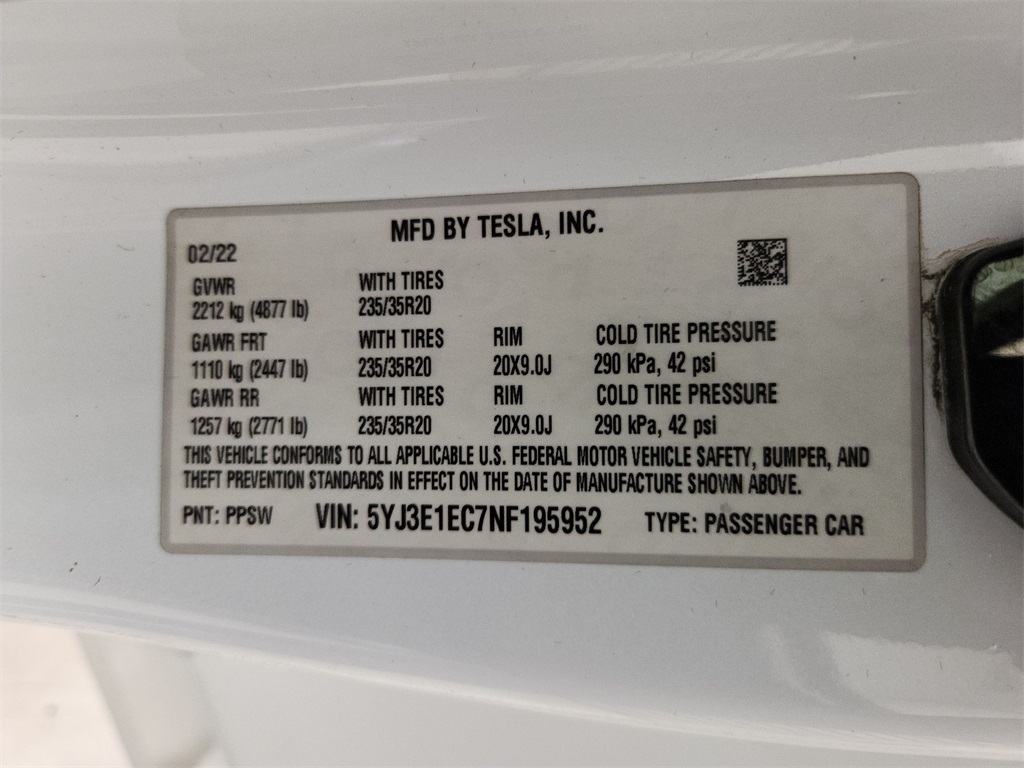 MFD BY TESLA, INC.
02/22
GVWR WITH TIRES
2212 kg (4877 lb) 235/35R20
GAWR FRT WITH TIRES RIM COLD TIRE PRESSURE
1110 kg (2447 lb) 235/35R20 20X9.0J 290 kPa, 42 psi
GAWR RR WITH TIRES RIM COLD TIRE PRESSURE
1257 kg (2771 lb) 235/35R20 20X9.0J 290 kPa, 42 psi
THIS VEHICLE CONFORMS TO ALL APPLICABLE U.S. FEDERAL MOTOR VEHICLE SAFETY, BUMPER, AND
THEFT PREVENTION STANDARDS IN EFFECT ON THE DATE OF MANUFACTURE SHOWN ABOVE.
PNT: PPSW VIN: 5YJ3E1EC7NF195952 TYPE: PASSENGER CAR